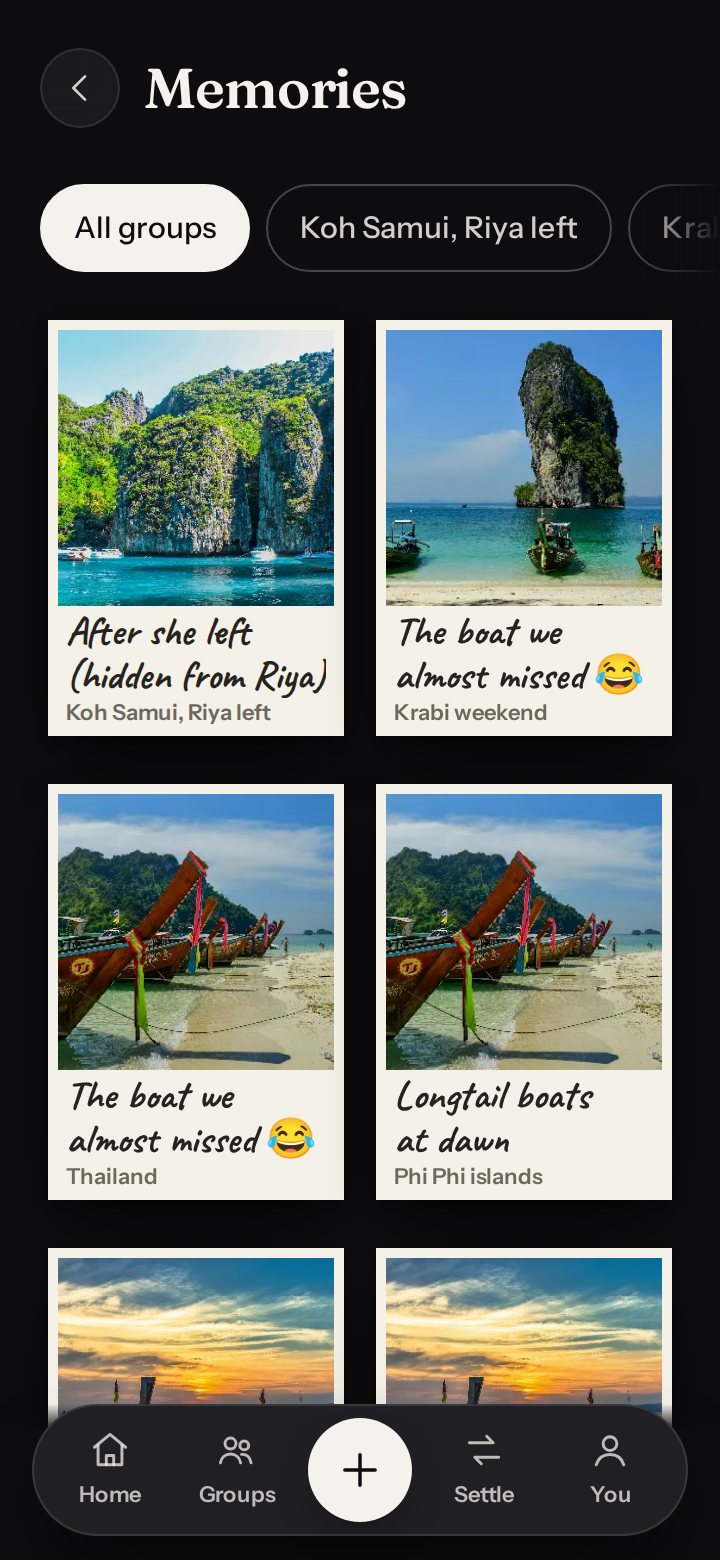 Memories
All groups
Koh Samui, Riya left
Kra
After she left
(hidden from Riya)
Koh Samui, Riya left
The boat we
almost missed 😂
Krabi weekend
The boat we
almost missed 😂
Thailand
Longtail boats
at dawn
Phi Phi islands
Home
Groups
Settle
You